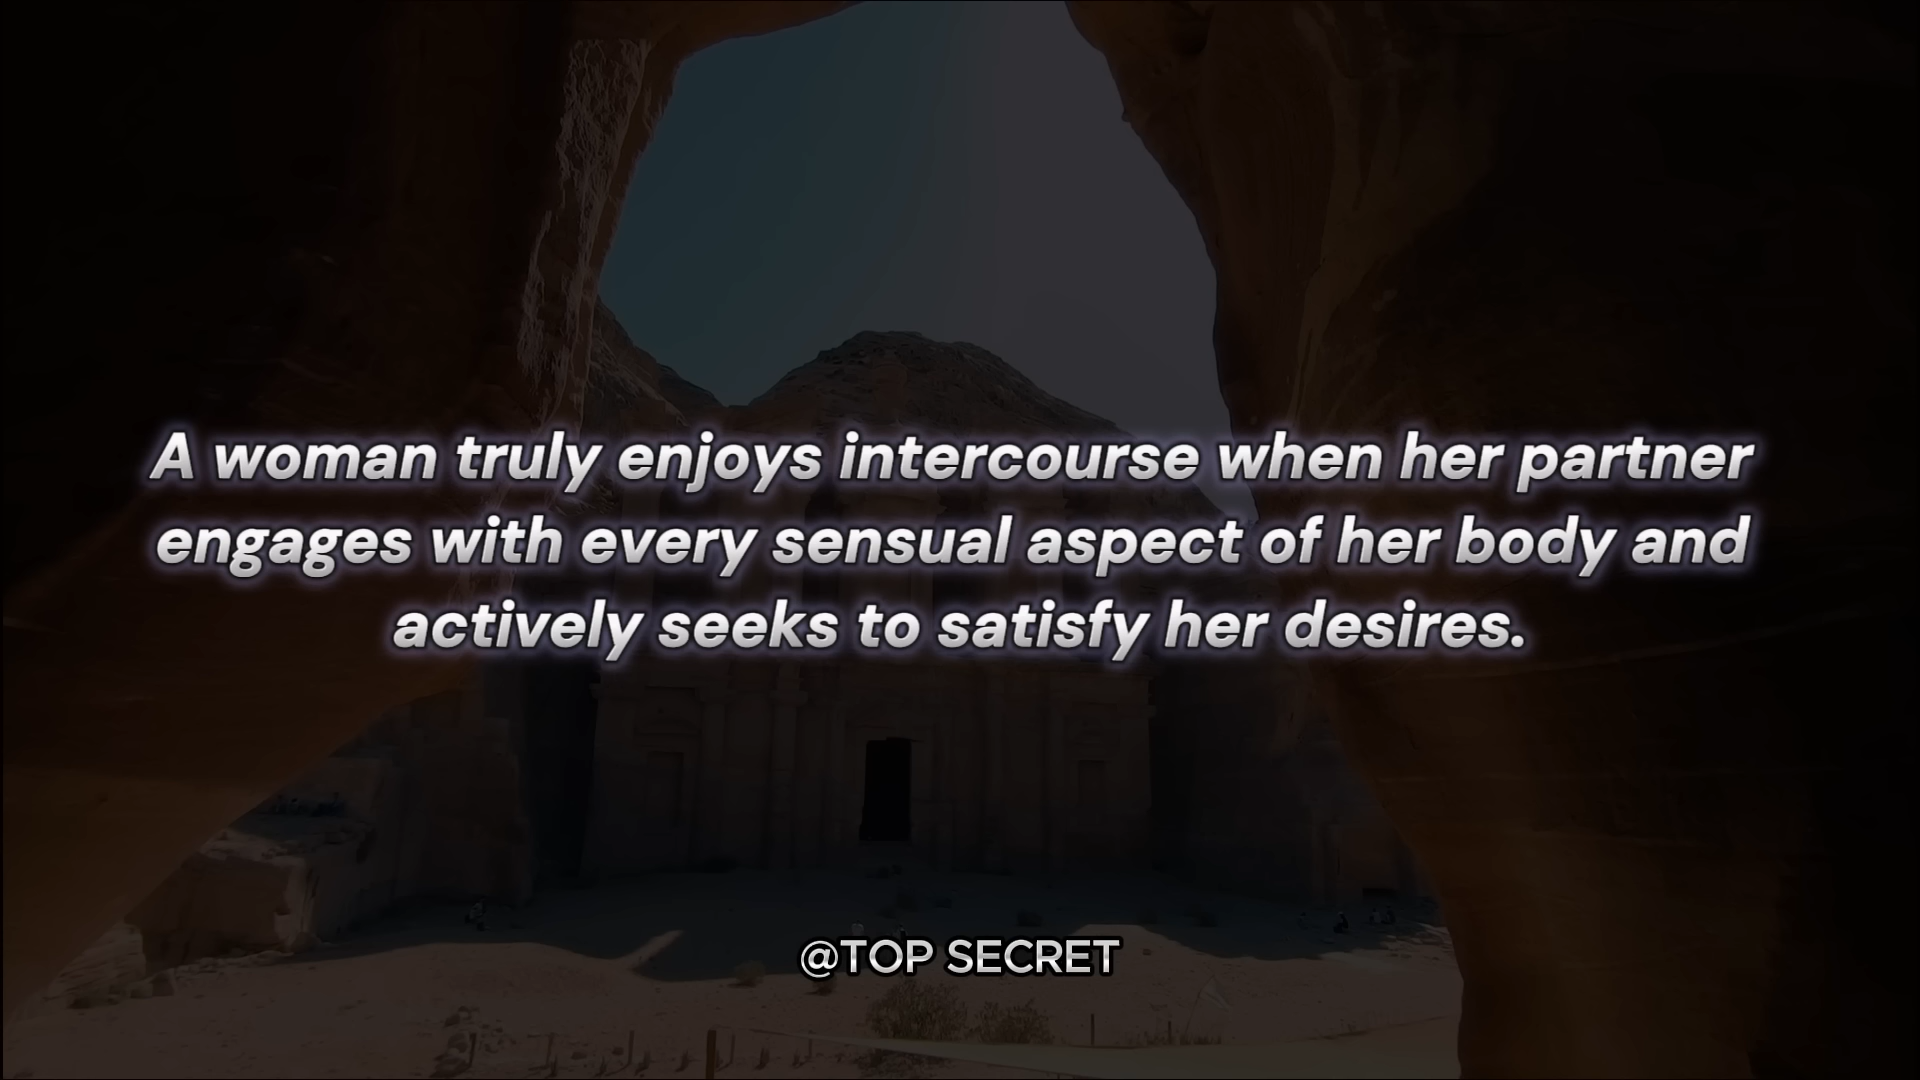 A woman truly enjoys intercourse when her partner
engages with every sensual aspect of her body and
actively seeks to satisfy her desires.
@TOP SECRET